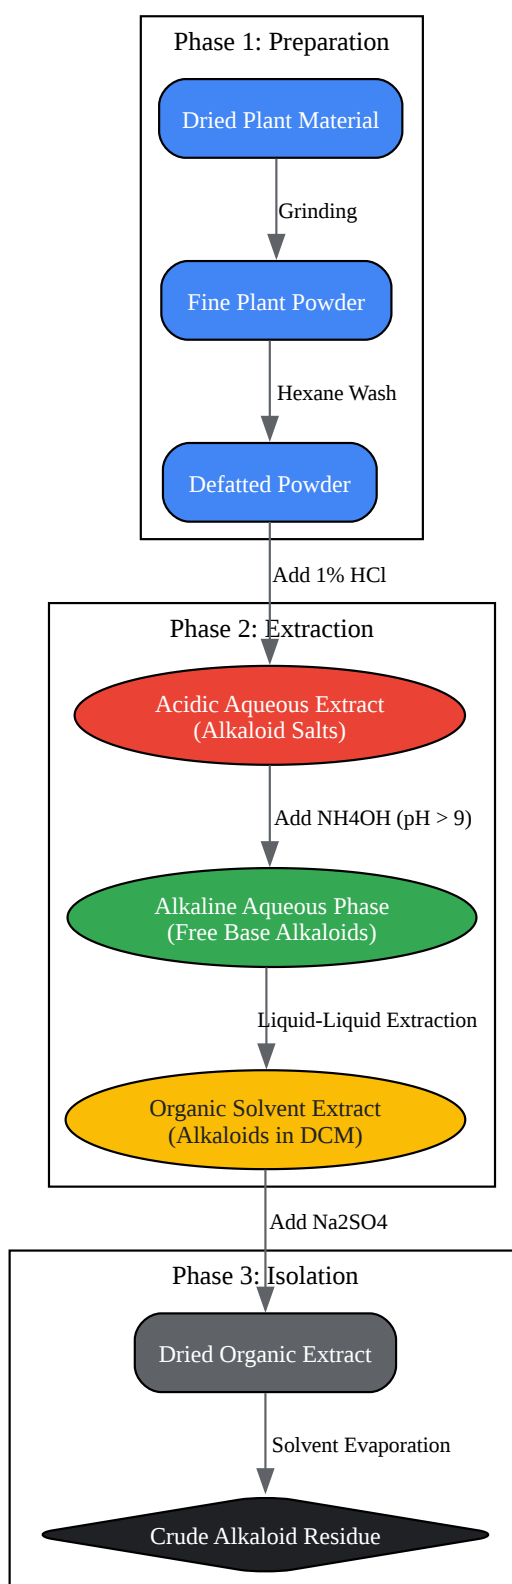 Phase 1: Preparation
Dried Plant Material
Grinding
Fine Plant Powder
Hexane Wash
Defatted Powder
Add 1% HCl
Phase 2: Extraction
Acidic Aqueous Extract
(Alkaloid Salts)
Add NH4OH (pH > 9)
Alkaline Aqueous Phase
(Free Base Alkaloids)
Liquid-Liquid Extraction
Organic Solvent Extract
(Alkaloids in DCM)
Add Na2SO4
Phase 3: Isolation
Dried Organic Extract
Solvent Evaporation
Crude Alkaloid Residue